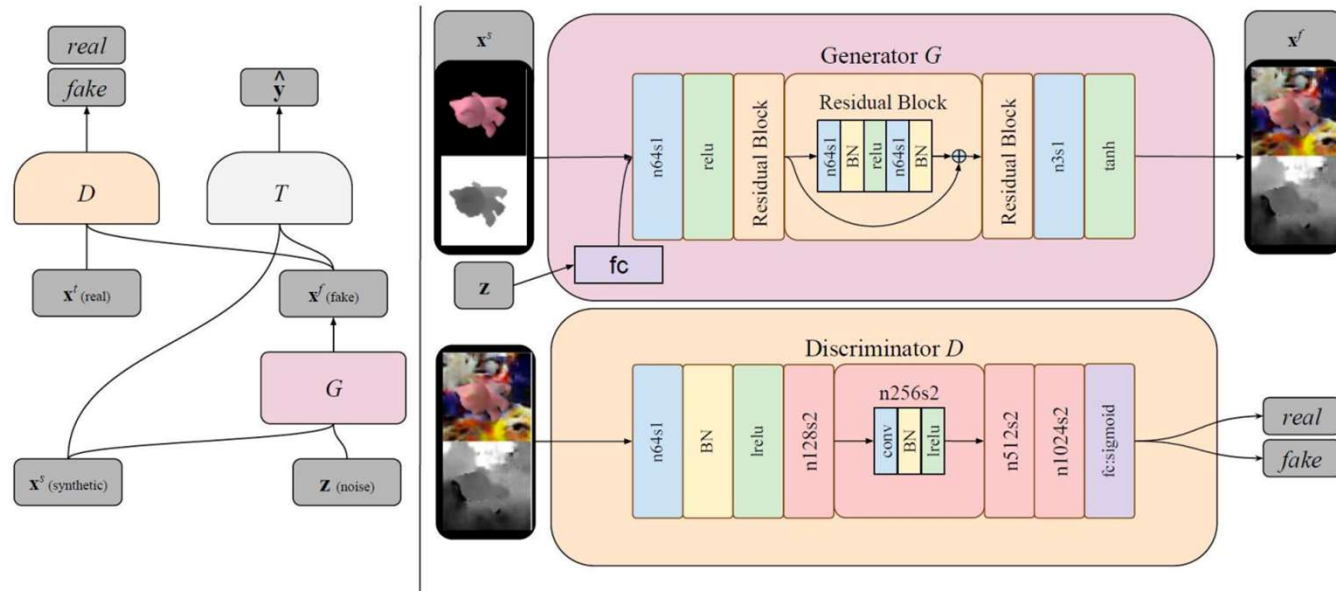 real
fake
ŷ
D
T
x^t (real)
x^f (fake)
G
x^s (synthetic)
z (noise)
x^s
Generator G
x^f
n64s1
relu
Residual Block
Residual Block
n64s1
BN
relu
n64s1
BN
Residual Block
n3s1
tanh
fc
z
Discriminator D
n64s1
BN
lrelu
n128s2
n256s2
conv
BN
lrelu
n512s2
n1024s2
fc:sigmoid
real
fake